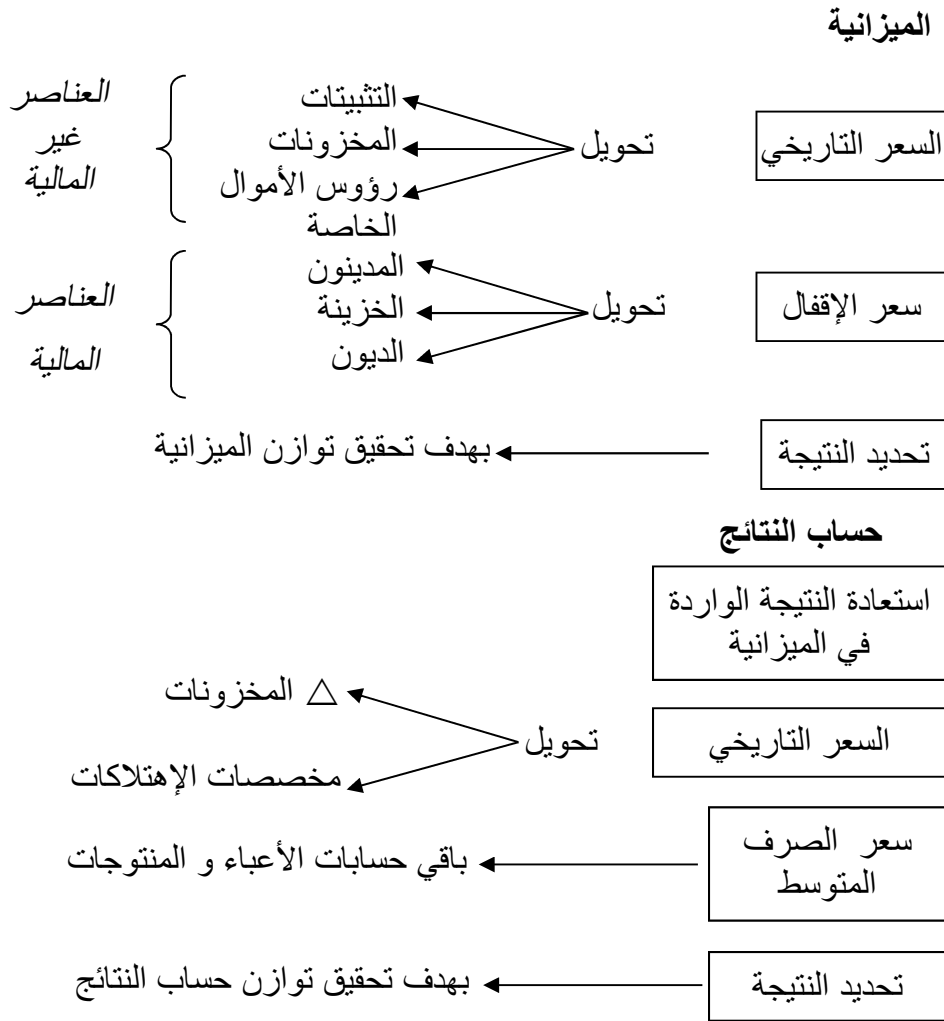 الميزانية
السعر التاريخي
تحويل
التثبيتات
المخزونات
رؤوس الأموال
الخاصة
العناصر
غير
المالية
سعر الإقفال
تحويل
المدينون
الخزينة
الديون
العناصر
المالية
تحديد النتيجة
بهدف تحقيق توازن الميزانية
حساب النتائج
استعادة النتيجة الواردة
في الميزانية
السعر التاريخي
تحويل
△ المخزونات
مخصصات الإهتلاكات
سعر الصرف
المتوسط
باقي حسابات الأعباء و المنتوجات
تحديد النتيجة
بهدف تحقيق توازن حساب النتائج